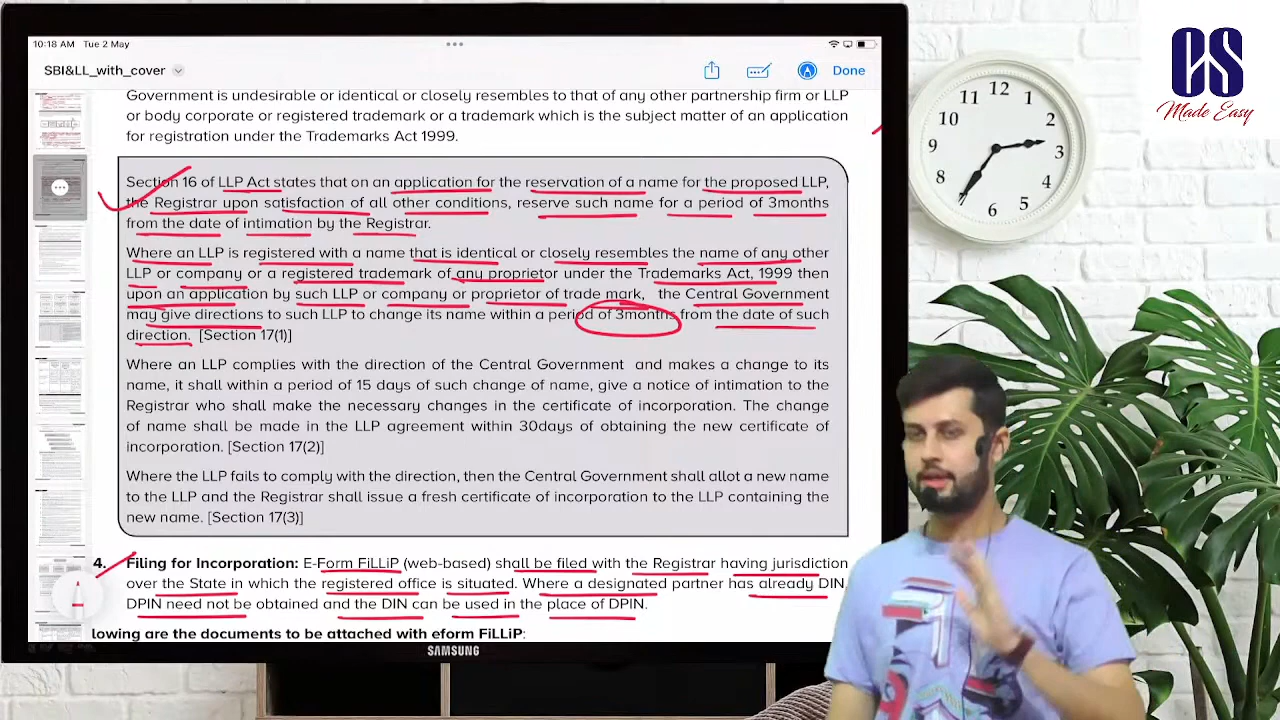 10:18 AM Tue 2 May
SBI&LL_with_cover
Done
CS
Made Easy
Government is undesirable or identical or closely resembles to that of any other partnership firm or LLP
or body corporate or registered trademark or a trade mark which is the subject matter of an application
for registration under the Trademarks Act 1999.
Section 16 of LLP Act states that on an application for the reservation of a name for the proposed LLP,
the Registrar upon satisfaction of all other conditions, reserve such name for a period of 3months
the date of intimation by the Registrar.
Where an LLP is registered with a name that is identical or closely resembles the name of any other
LLP or company or a registered trademark of any proprietor under the Trademarks Act, 1999 then
upon an application by such LLP or company or proprietor of trademark, the Central Government
may give directions to such LLP to change its name within a period of 3months from the date of such
direction. [Section 17(1)]
Where an LLP complies with the direction of the Central Government and makes a change to its
, it shall within a period of 15 days of such change of name, give a notice of intimation to the
Registrar who shall make the necessary changes in the certificate of incorporation. The change
of name shall be made in the LLP agreement within 30days of obtaining the new certificate of
incorporation. [Section 17(2)]
the LLP fails to comply with the direction, then the Central Government shall allot a new name
to the LLP and the Registrar shall issue a fresh certificate of incorporation to the LLP containing the
name. [Section 17(3)]
4. Filing for Incorporation: E-form FiLLiP to be based shall be filed with the Registrar having jurisdiction
over the State in which the registered office is situated. Where a designated partner had already DIN
DPIN need not be obtained and the DIN can be used in the place of DPIN.
lowing are the documents to be attached with eform FiLLiP:
SAMSUNG
12
1
2
3
4
5
6
7
8
9
10
11